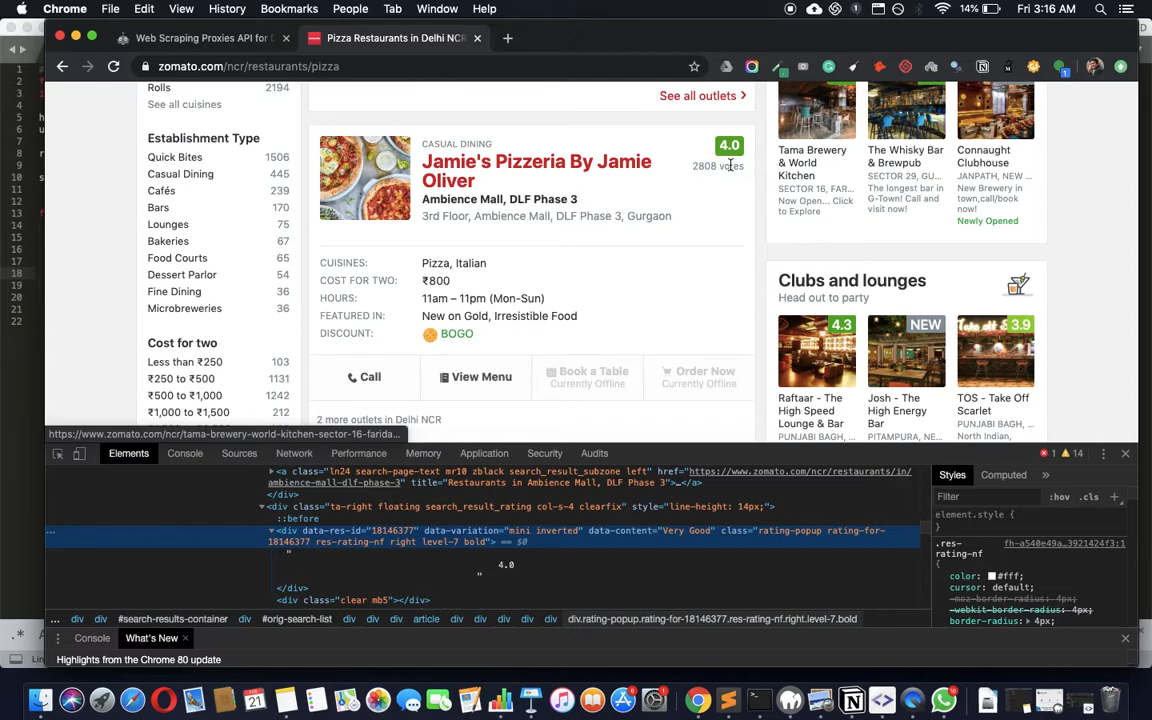 Chrome File Edit View History Bookmarks People Tab Window Help 14% Fri 3:16 AM
Web Scraping Proxies API for D Pizza Restaurants in Delhi NCR
zomato.com/ncr/restaurants/pizza
Rolls 2194
See all cuisines
Establishment Type
Quick Bites 1506
Casual Dining 445
Cafés 239
Bars 170
Lounges 75
Bakeries 67
Food Courts 65
Dessert Parlor 54
Fine Dining 36
Microbreweries 36
Cost for two
Less than ₹250 103
₹250 to ₹500 1131
₹500 to ₹1,000 1242
₹1,000 to ₹1,500 212
See all outlets
CASUAL DINING
4.0
Jamie's Pizzeria By Jamie
Oliver
2808 votes
Ambience Mall, DLF Phase 3
3rd Floor, Ambience Mall, DLF Phase 3, Gurgaon
CUISINES: Pizza, Italian
COST FOR TWO: ₹800
HOURS: 11am – 11pm (Mon-Sun)
FEATURED IN: New on Gold, Irresistible Food
DISCOUNT: BOGO
Call View Menu
Book a Table
Currently Offline
Order Now
Currently Offline
2 more outlets in Delhi NCR
Tama Brewery
& World
Kitchen
SECTOR 16, FAR...
Now Open... Click
to Explore
The Whisky Bar
& Brewpub
SECTOR 29, GU...
The longest bar in
G-Town! Call and
visit now!
Connaught
Clubhouse
JANPATH, NEW ...
New Brewery in
town,call/book
now!
Newly Opened
Clubs and lounges
Head out to party
4.3
NEW
3.9
Raftaar - The
High Speed
Lounge & Bar
PUNJABI BAGH, ...
Josh - The
High Energy
Bar
PITAMPURA, NE...
TOS - Take Off
Scarlet
PUNJABI BAGH, ...
North Indian,
https://www.zomato.com/ncr/tama-brewery-world-kitchen-sector-16-farida...
Elements Console Sources Network Performance Memory Application Security Audits 1 14
<a class="ln24 search-page-text mr10 zblack search_result_subzone left" href="https://www.zomato.com/ncr/restaurants/in/
ambience-mall-dlf-phase-3" title="Restaurants in Ambience Mall, DLF Phase 3">…</a>
</div>
<div class="ta-right floating search_result_rating col-s-4 clearfix" style="line-height: 14px;">
::before
<div data-res-id="18146377" data-variation="mini inverted" data-content="Very Good" class="rating-popup rating-for-
18146377 res-rating-nf right level-7 bold"> == $0
"
4.0
"
</div>
<div class="clear mb5"></div>
... div div #search-results-container div #orig-search-list div div div article div div div div div.rating-popup.rating-for-18146377.res-rating-nf.right.level-7.bold
Styles Computed »
Filter :hov .cls +
element.style {
}
.res-
rating-nf
fh-a540e49a…3921424f3:1
{
color: #fff;
cursor: default;
-moz-border-radius: 4px;
-webkit-border-radius: 4px;
border-radius: 4px;
Console What's New
Highlights from the Chrome 80 update